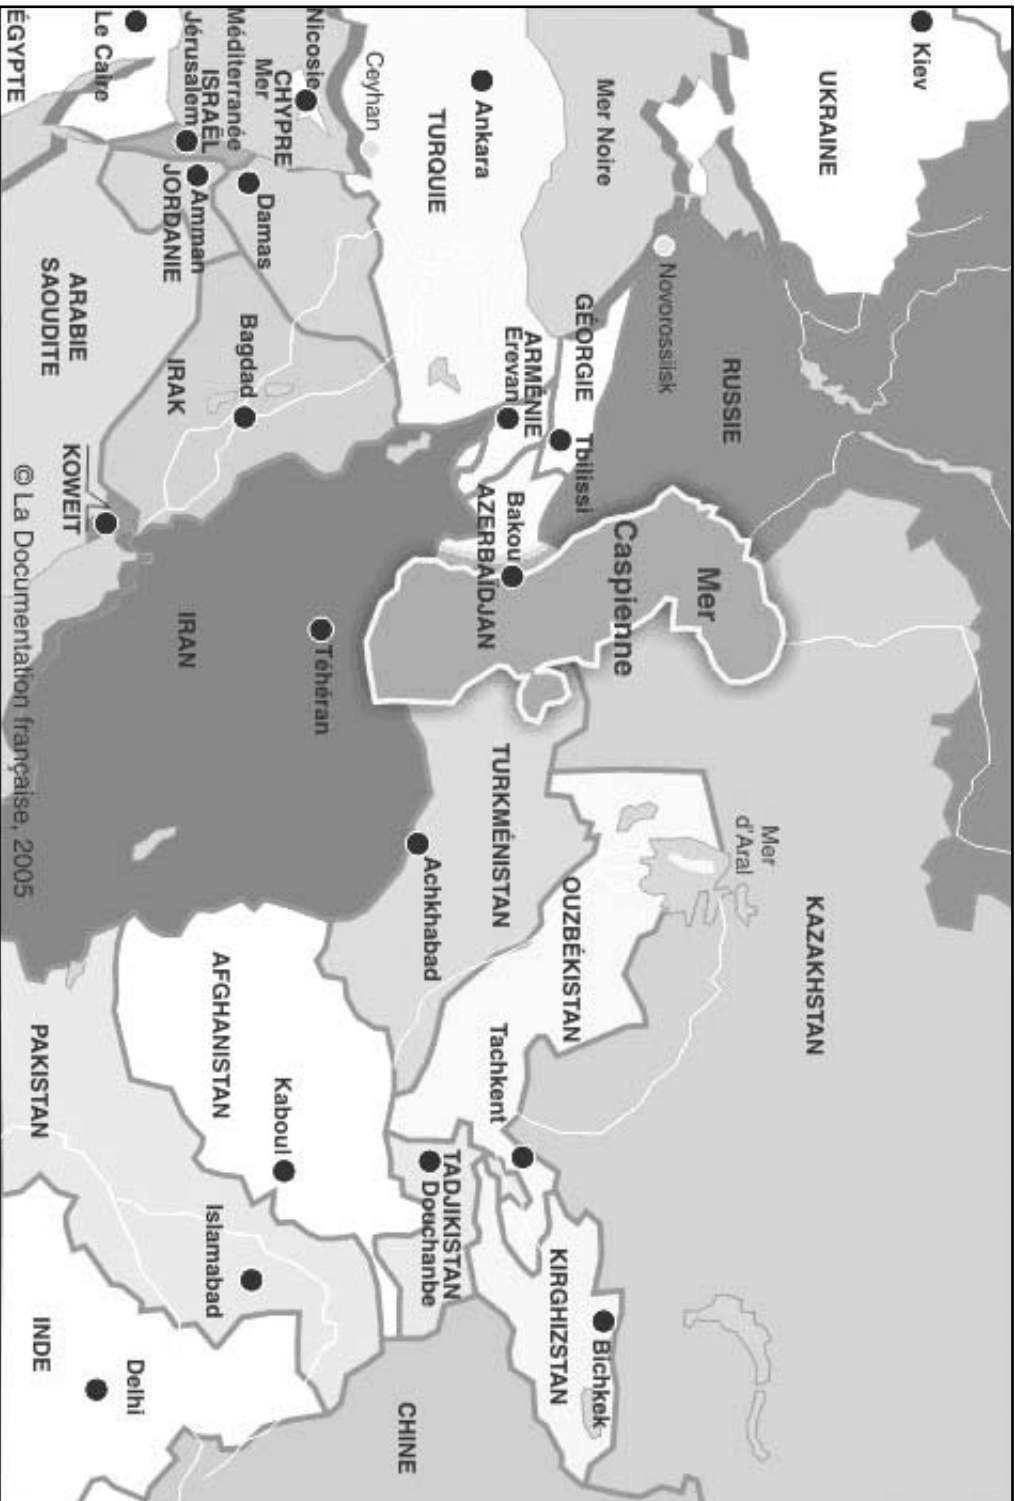 Kiev
UKRAINE
RUSSIE
KAZAKHSTAN
Mer
d'Aral
Mer Noire
Novorossiisk
Mer
Caspienne
GÉORGIE
Tbilissi
ARMÉNIE
Erevan
Bakou
AZERBAÏDJAN
TURKMÉNISTAN
Achkhabad
OUZBÉKISTAN
Tachkent
KIRGHIZSTAN
Bichkek
TADJIKISTAN
Douchanbe
CHINE
Ankara
TURQUIE
Ceyhan
Nicosie
CHYPRE
Mer
Méditerranée
ISRAËL
Jérusalem
Damas
Amman
JORDANIE
Le Caire
ÉGYPTE
Bagdad
IRAK
ARABIE
SAOUDITE
KOWEIT
Téhéran
IRAN
AFGHANISTAN
Kaboul
PAKISTAN
Islamabad
INDE
Delhi
© La Documentation française, 2005